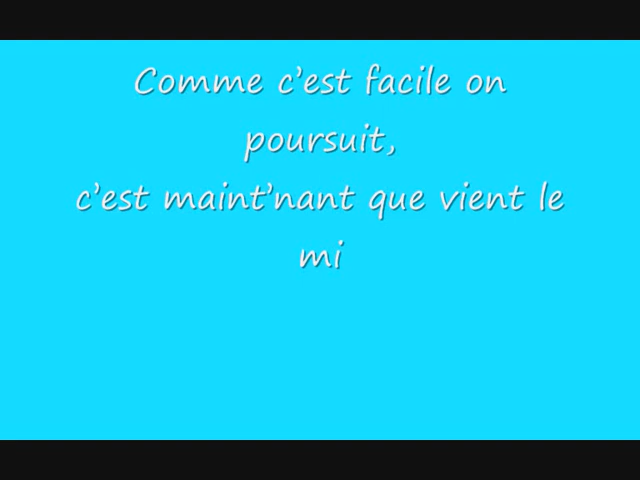 Comme c'est facile on
poursuit,
c'est maint'nant que vient le
mi